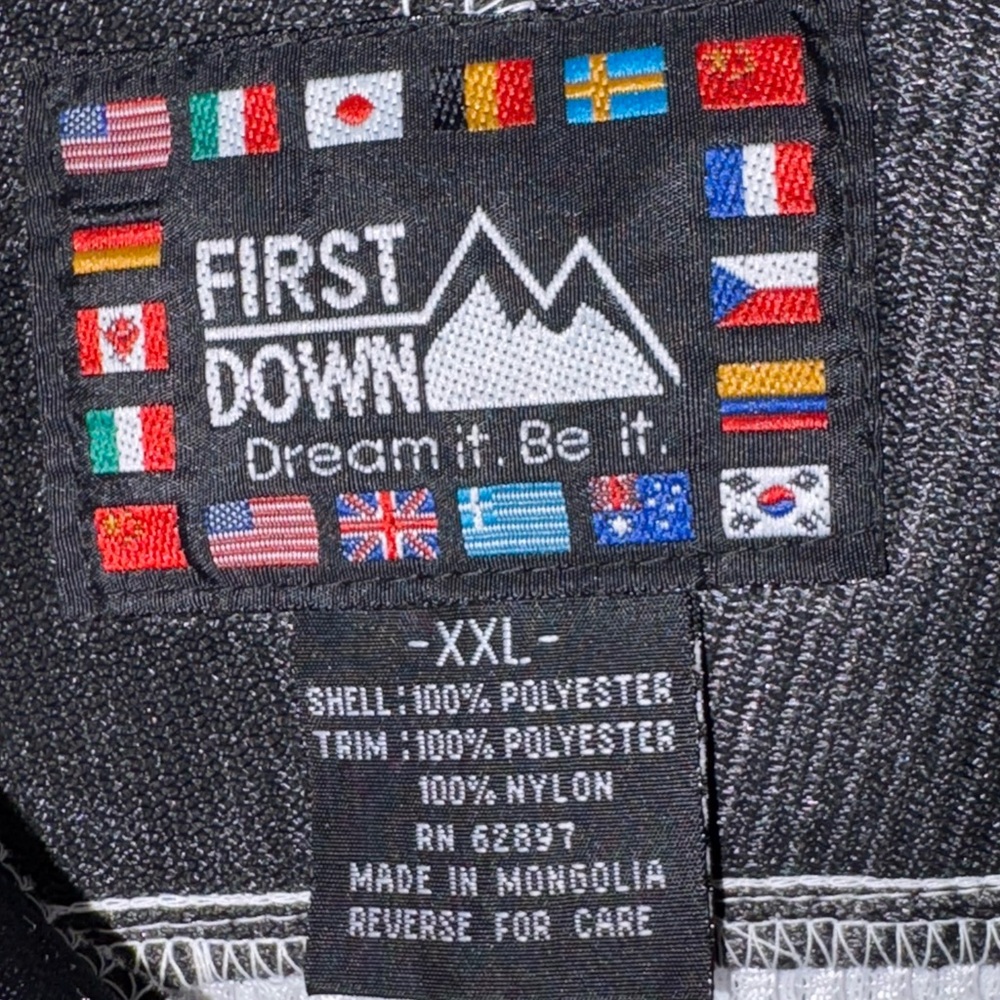 FIRST
DOWN
Dream it. Be it.
-XXL-
SHELL:100% POLYESTER
TRIM :100% POLYESTER
100% NYLON
RN 62897
MADE IN MONGOLIA
REVERSE FOR CARE